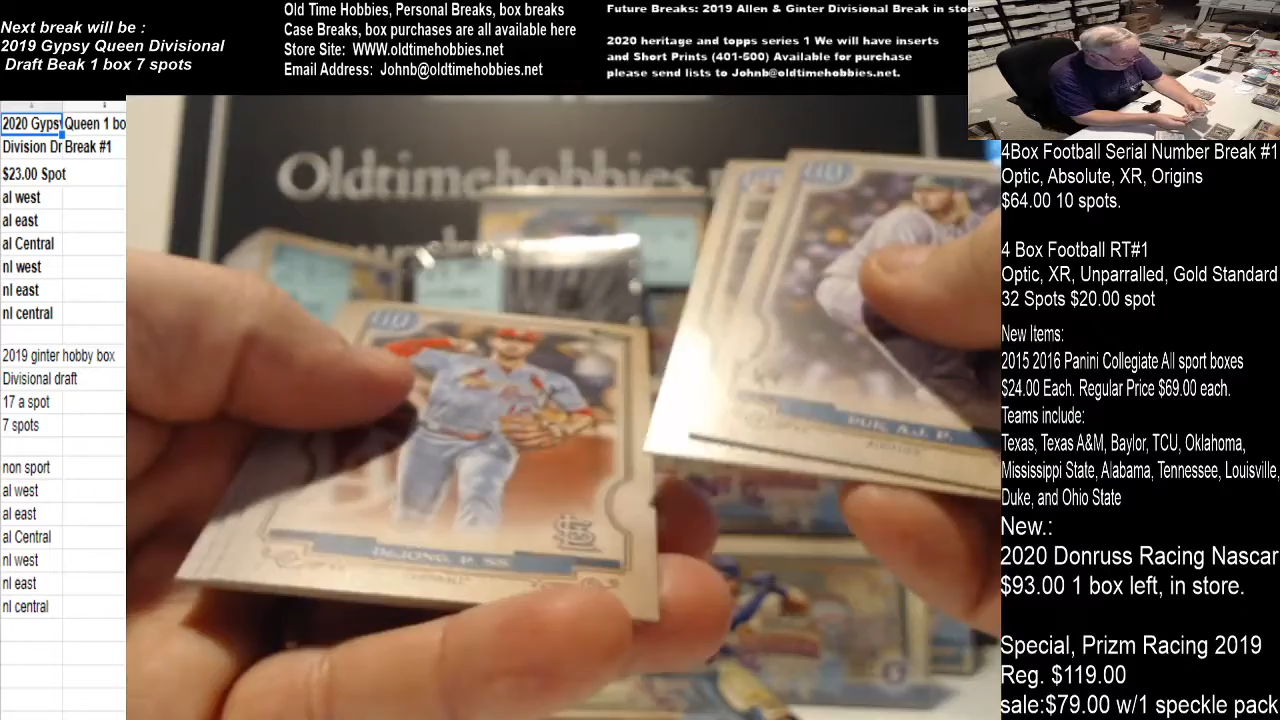 Next break will be :
2019 Gypsy Queen Divisional
Draft Beak 1 box 7 spots
Old Time Hobbies, Personal Breaks, box breaks
Case Breaks, box purchases are all available here
Store Site:  WWW.oldtimehobbies.net
Email Address:  Johnb@oldtimehobbies.net
Future Breaks: 2019 Allen & Ginter Divisional Break in store
2020 heritage and topps series 1 We will have inserts
and Short Prints (401-500) Available for purchase
please send lists to Johnb@oldtimehobbies.net.
2020 Gypsy Queen 1 bo
Division Dr Break #1
$23.00 Spot
al west
al east
al Central
nl west
nl east
nl central
2019 ginter hobby box
Divisional draft
17 a spot
7 spots
non sport
al west
al east
al Central
nl west
nl east
nl central
Oldtimehobbies.net
DeJONG, P. SS
PUK, A.J. P.
4Box Football Serial Number Break #1
Optic, Absolute, XR, Origins
$64.00 10 spots.
4 Box Football RT#1
Optic, XR, Unparralled, Gold Standard
32 Spots $20.00 spot
New Items:
2015 2016 Panini Collegiate All sport boxes
$24.00 Each. Regular Price $69.00 each.
Teams include:
Texas, Texas A&M, Baylor, TCU, Oklahoma,
Mississippi State, Alabama, Tennessee, Louisville,
Duke, and Ohio State
New.:
2020 Donruss Racing Nascar
$93.00 1 box left, in store.
Special, Prizm Racing 2019
Reg. $119.00
sale:$79.00 w/1 speckle pack